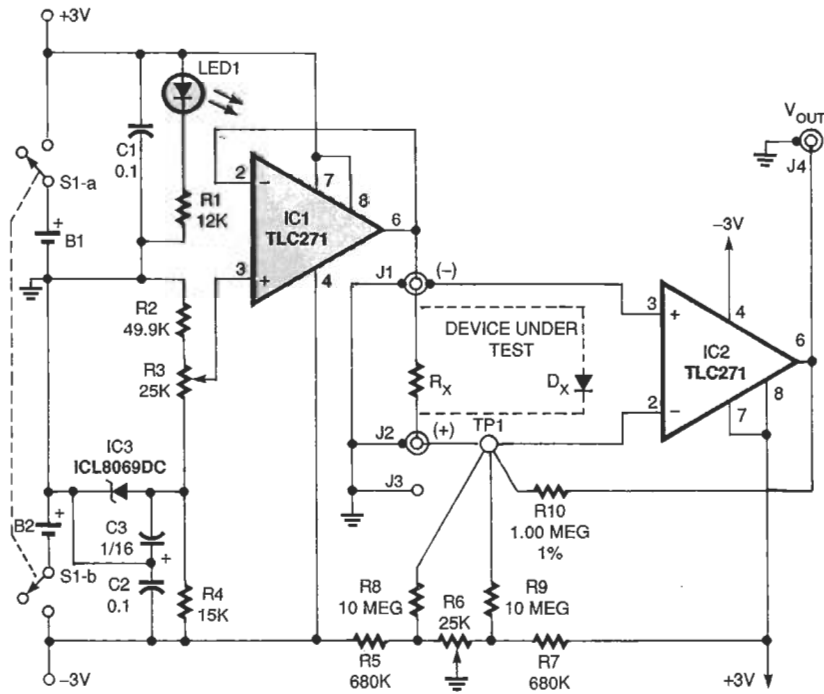 +3V
LED1
C1
0.1
R1
12K
S1-a
+
B1
2
−
7
8
IC1
TLC271
6
3
+
4
R2
49.9K
R3
25K
IC3
ICL8069DC
B2
+
C3
1/16
+
S1-b
C2
0.1
R4
15K
−3V
J1
(−)
DEVICE UNDER
TEST
RX
DX
J2
(+)
TP1
J3
R10
1.00 MEG
1%
R8
10 MEG
R6
25K
R9
10 MEG
R5
680K
R7
680K
+3V
VOUT
J4
−3V
4
3
+
IC2
TLC271
6
8
2
−
7